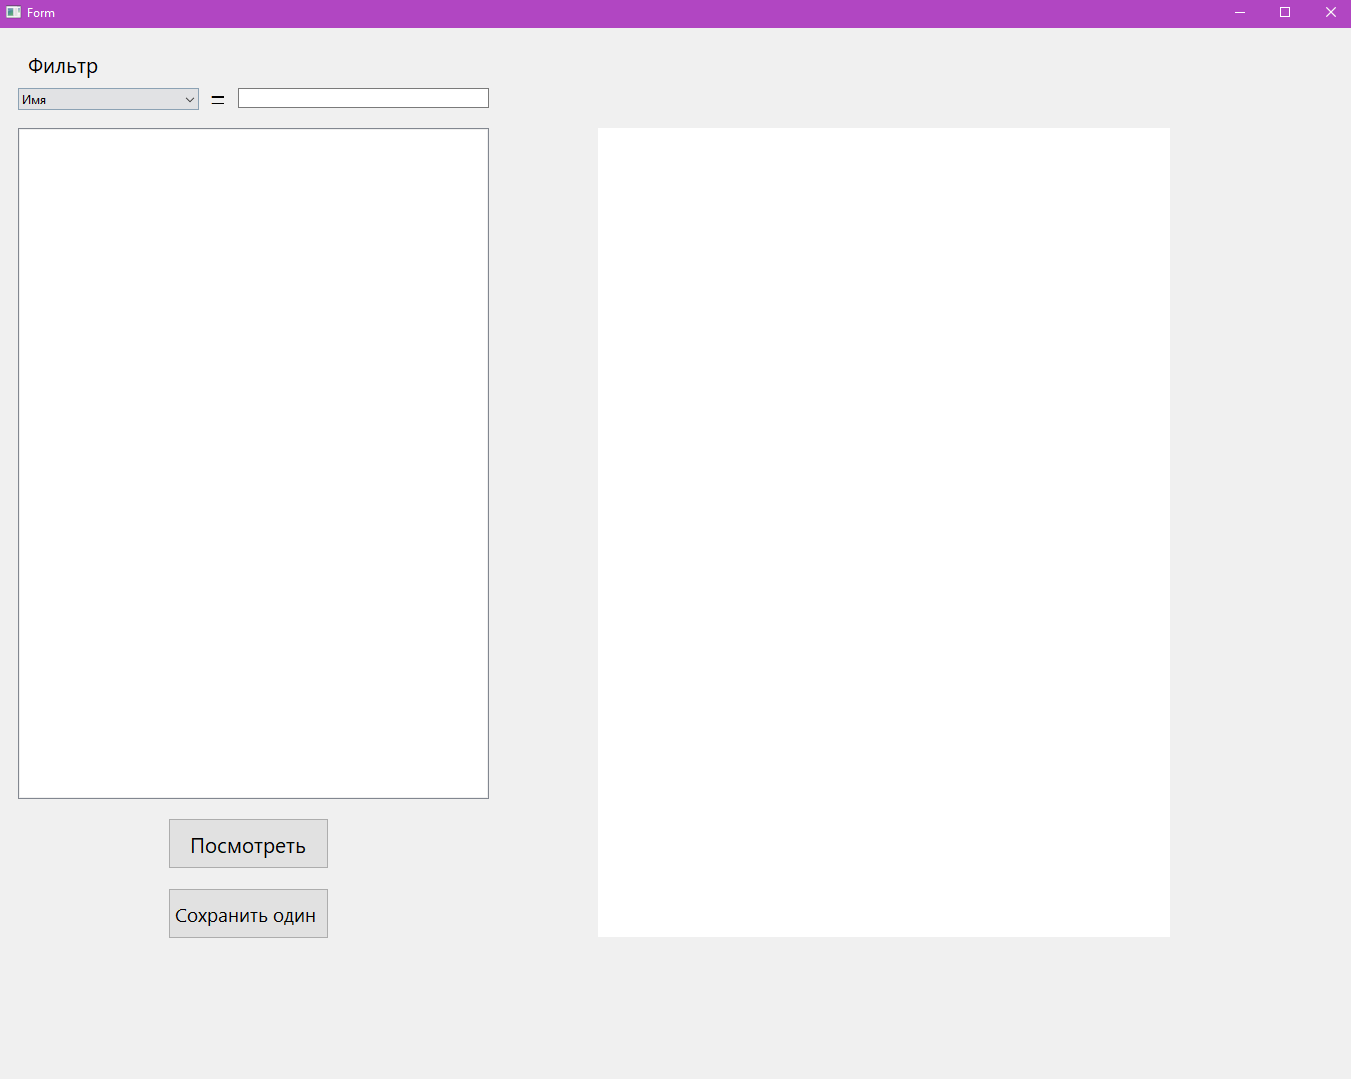 Form
Фильтр
Имя =
Посмотреть
Сохранить один